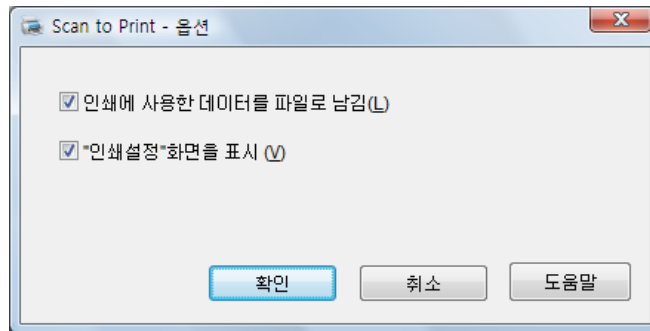 Scan to Print - 옵션
인쇄에 사용한 데이터를 파일로 남김(L)
"인쇄설정"화면을 표시 (V)
확인 취소 도움말